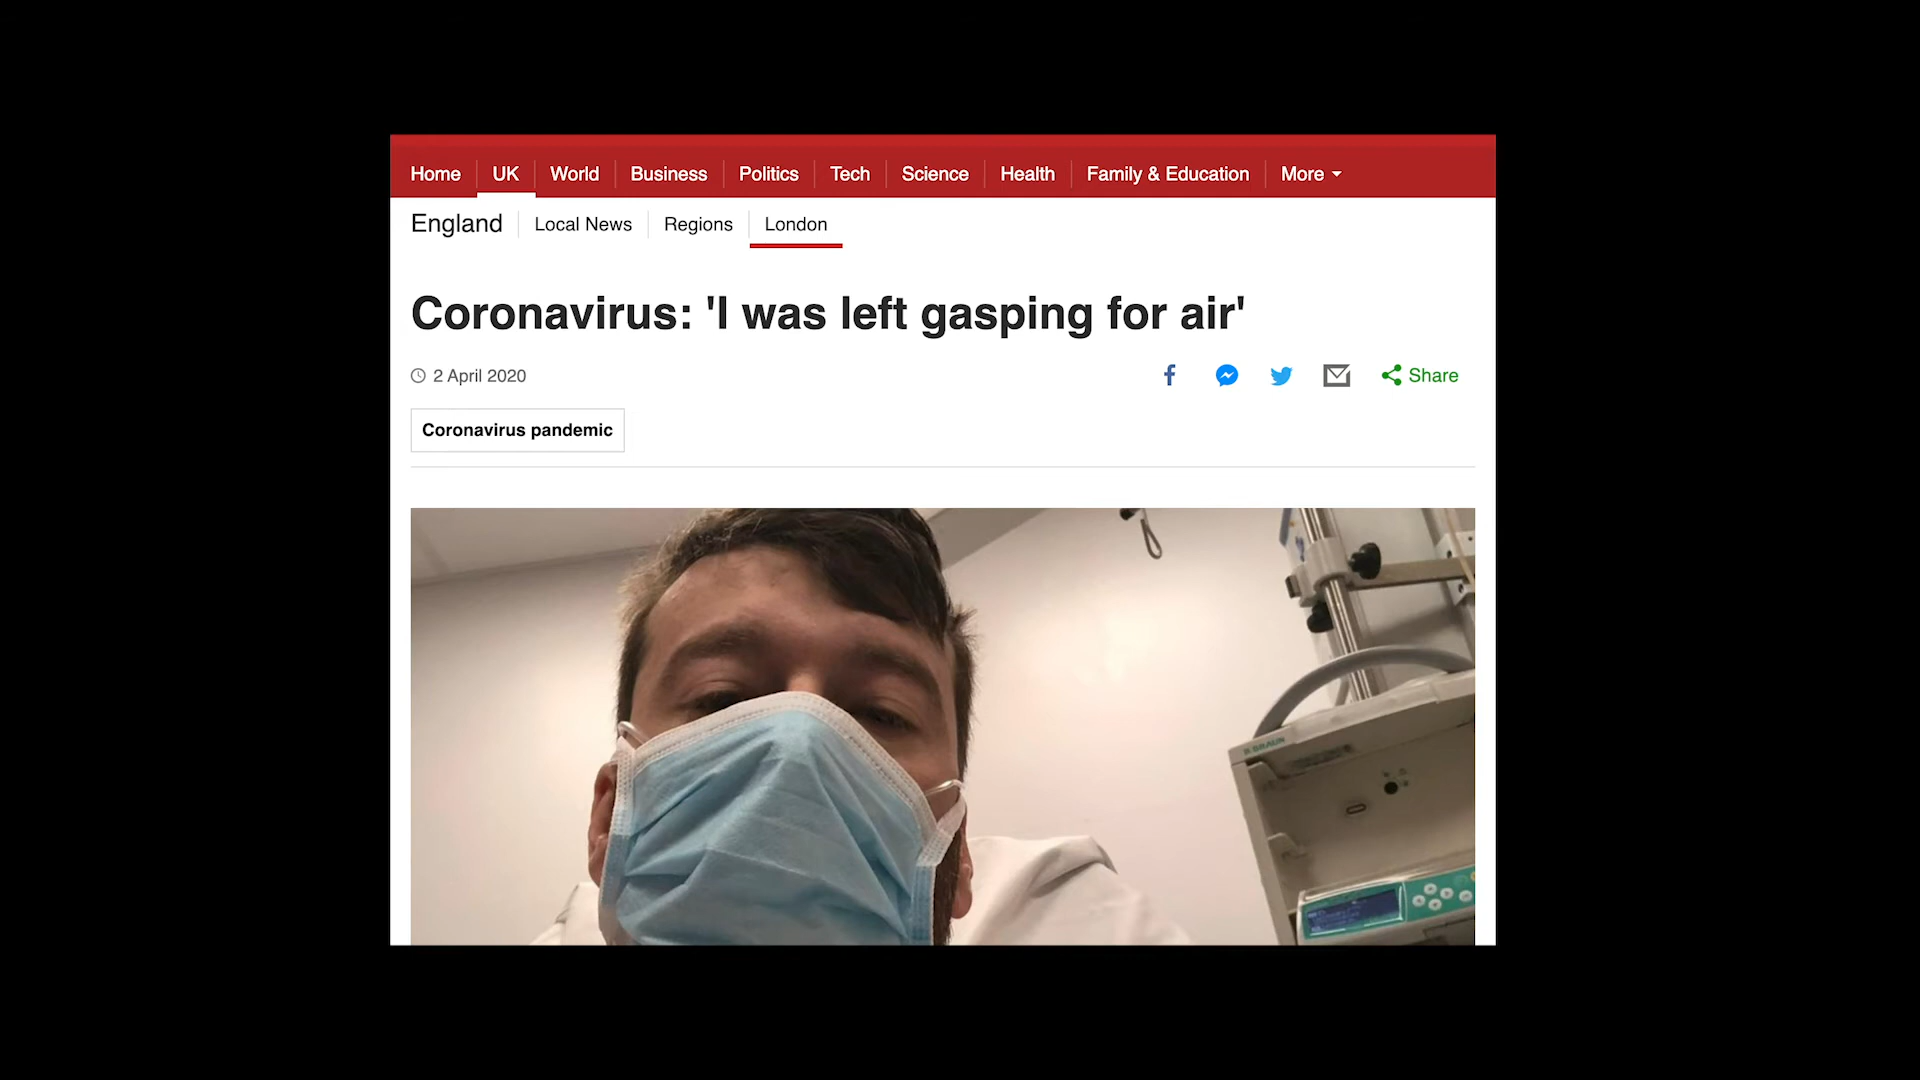 Home UK World Business Politics Tech Science Health Family & Education More
England Local News Regions London
Coronavirus: 'I was left gasping for air'
2 April 2020
Share
Coronavirus pandemic
B BRAUN